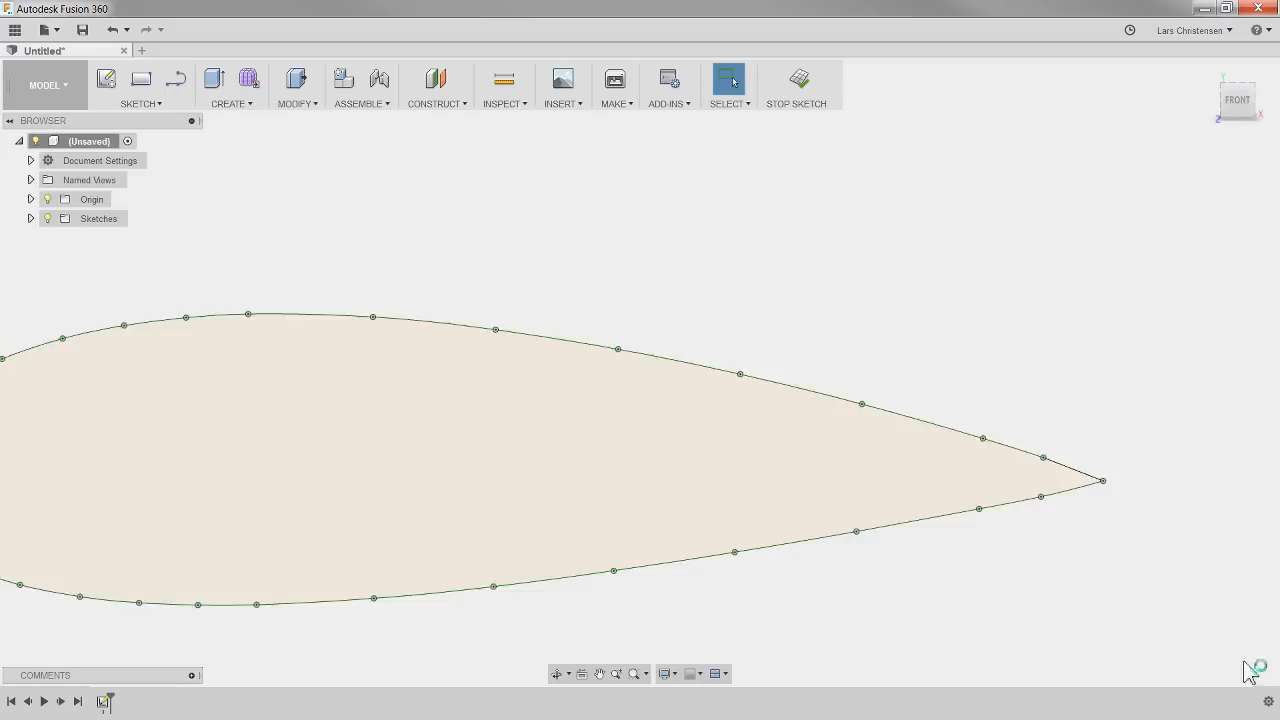 Autodesk Fusion 360
Lars Christensen
Untitled*
MODEL
SKETCH
CREATE
MODIFY
ASSEMBLE
CONSTRUCT
INSPECT
INSERT
MAKE
ADD-INS
SELECT
STOP SKETCH
Y
FRONT
Z
X
BROWSER
(Unsaved)
Document Settings
Named Views
Origin
Sketches
COMMENTS